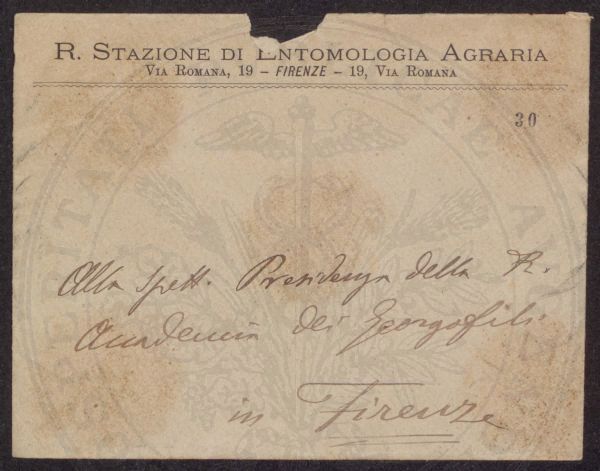 R. STAZIONE DI ENTOMOLOGIA AGRARIA
VIA ROMANA, 19 – FIRENZE – 19, VIA ROMANA
30
Alla Spett. Presidenza della R.
Accademia dei Georgofili
in Firenze